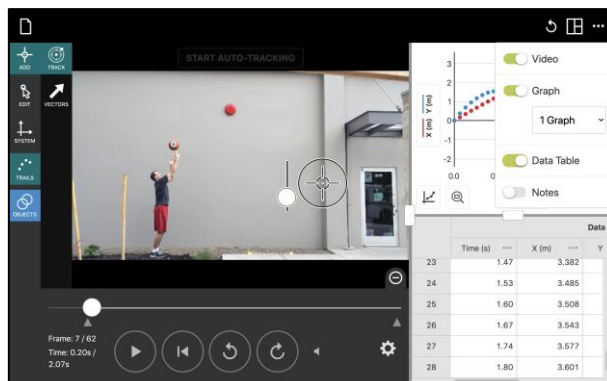 START AUTO-TRACKING
ADD
TRACK
EDIT
VECTORS
SYSTEM
TRAILS
OBJECTS
Frame: 7 / 62
Time: 0.20s /
2.07s
X (m) Y (m)
3
2
1
0
-1
-2
0.0
Video
Graph
1 Graph
Data Table
Notes
Data
Time (s) X (m) Y
23 1.47 3.382
24 1.53 3.485
25 1.60 3.508
26 1.67 3.543
27 1.74 3.577
28 1.80 3.601